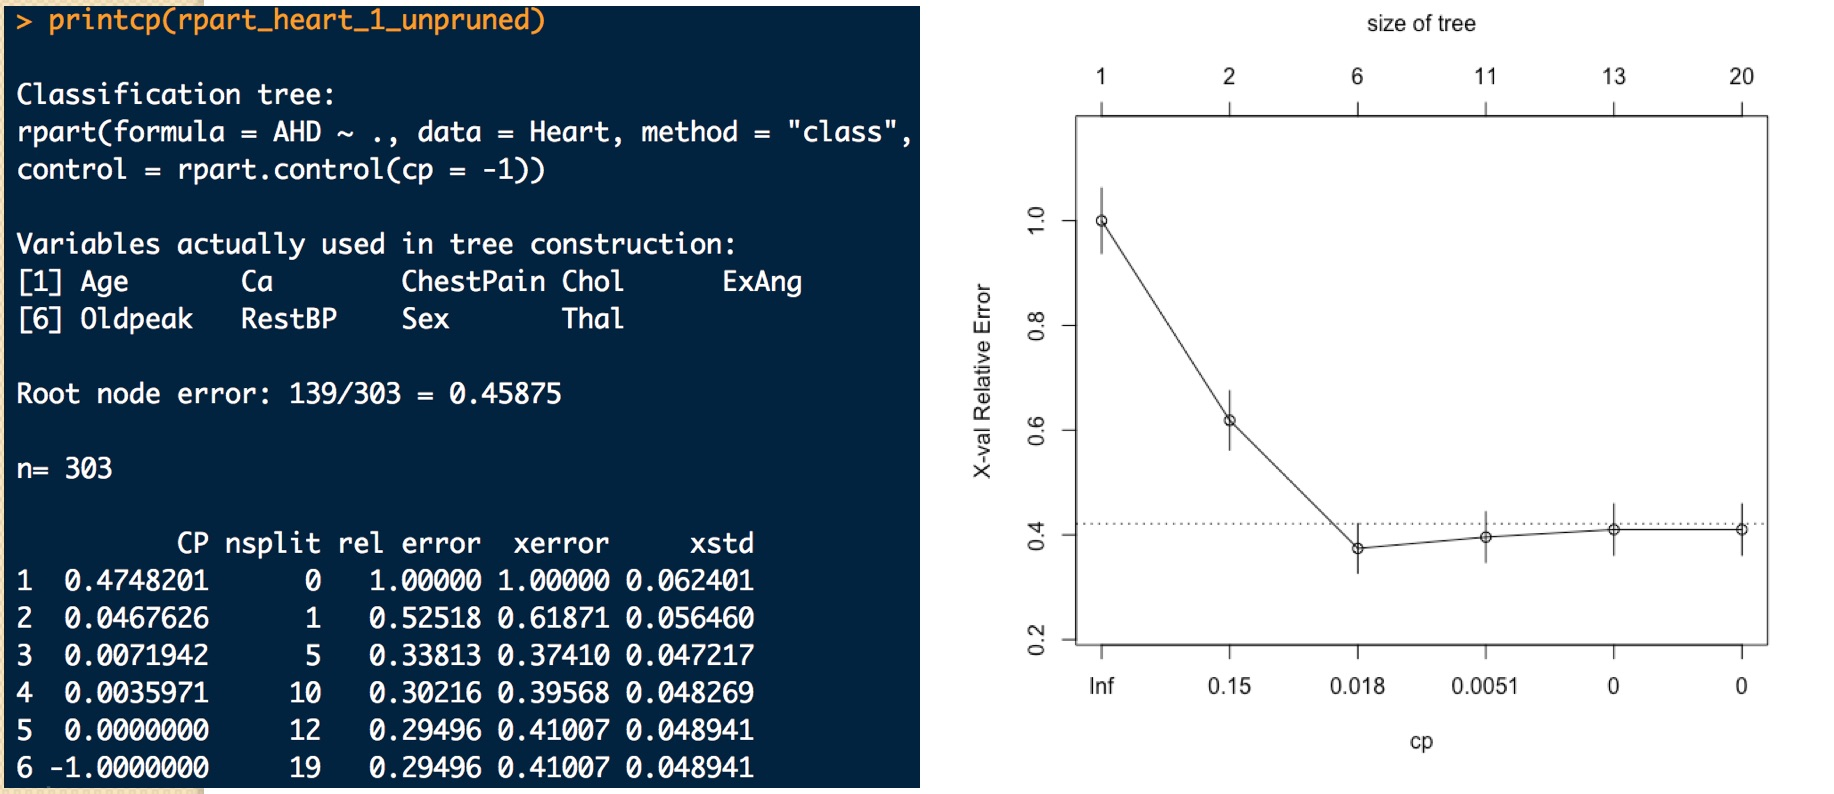 > printcp(rpart_heart_1_unpruned)
Classification tree:
rpart(formula = AHD ~ ., data = Heart, method = "class",
control = rpart.control(cp = -1))
Variables actually used in tree construction:
[1] Age Ca ChestPain Chol ExAng
[6] Oldpeak RestBP Sex Thal
Root node error: 139/303 = 0.45875
n= 303
CP nsplit rel error xerror xstd
1 0.4748201 0 1.00000 1.00000 0.062401
2 0.0467626 1 0.52518 0.61871 0.056460
3 0.0071942 5 0.33813 0.37410 0.047217
4 0.0035971 10 0.30216 0.39568 0.048269
5 0.0000000 12 0.29496 0.41007 0.048941
6 -1.0000000 19 0.29496 0.41007 0.048941
size of tree
1 2 6 11 13 20
X-val Relative Error
1.0
0.8
0.6
0.4
0.2
Inf 0.15 0.018 0.0051 0 0
cp